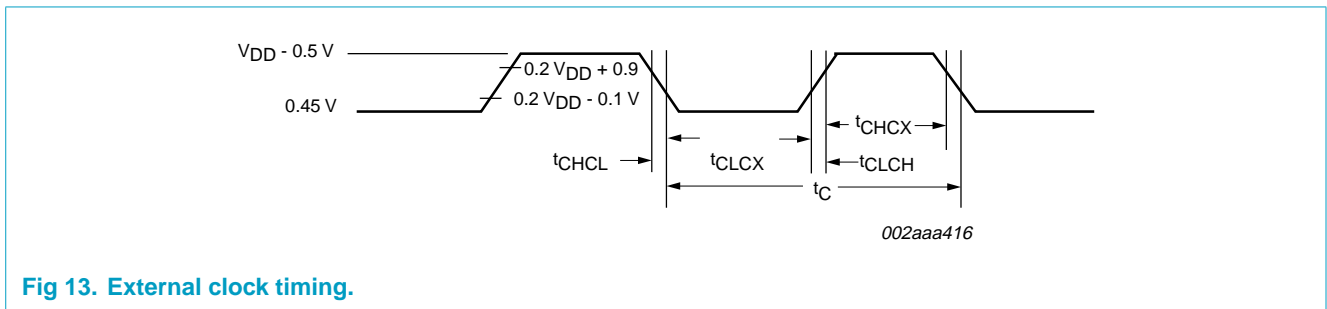 VDD - 0.5 V
0.2 VDD + 0.9
0.45 V
0.2 VDD - 0.1 V
tCHCX
tCHCL
tCLCX
tCLCH
tC
002aaa416
Fig 13. External clock timing.